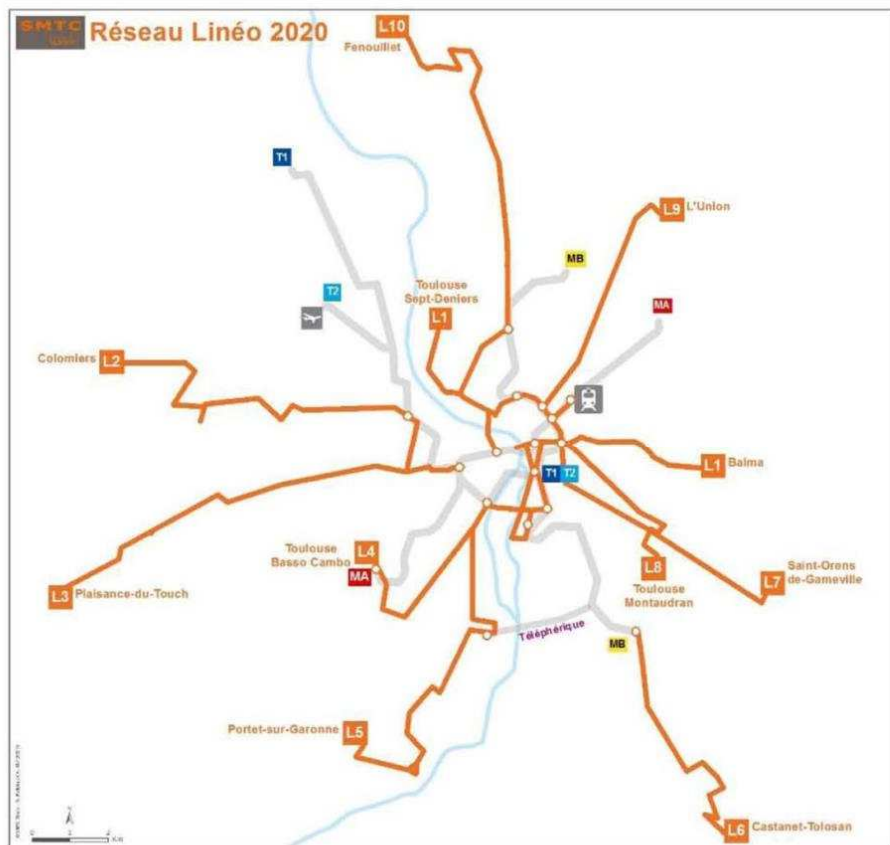 SMTC
Réseau Linéo 2020
L10
Fenouillet
T1
L9
L'Union
MB
T2
Toulouse
Sept-Deniers
L1
MA
Colomiers
L2
L1
Balma
T1
T2
Toulouse
Basso Cambo
L4
MA
L3
Plaisance-du-Touch
L8
Toulouse
Montaudran
Saint-Orens
de-Gameville
L7
Téléphérique
MB
Portet-sur-Garonne
L5
L6
Castanet-Tolosan